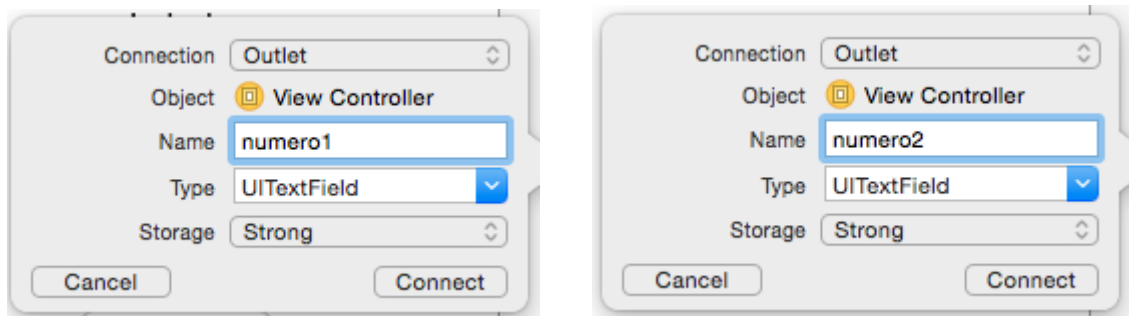 Connection Outlet
Object View Controller
Name numero1
Type UITextField
Storage Strong
Cancel Connect
Connection Outlet
Object View Controller
Name numero2
Type UITextField
Storage Strong
Cancel Connect